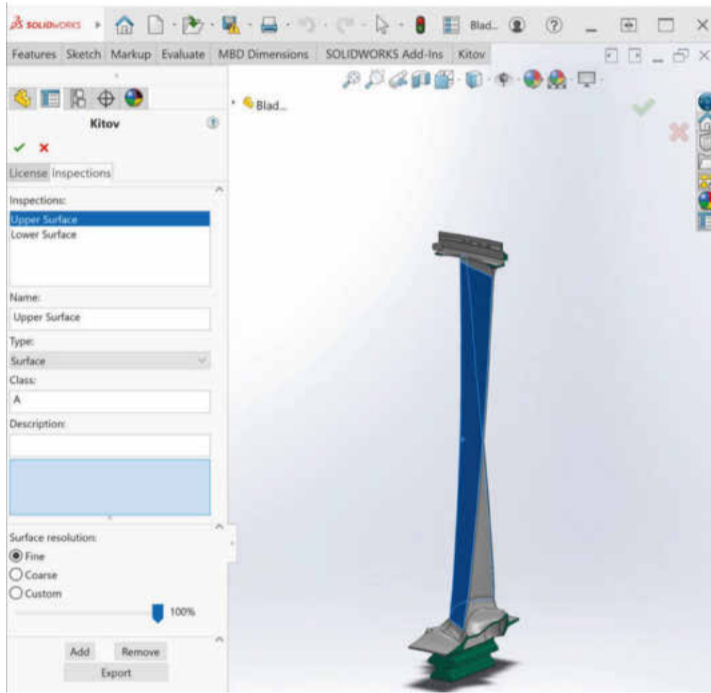 SOLIDWORKS Blad...
Features Sketch Markup Evaluate MBD Dimensions SOLIDWORKS Add-Ins Kitov
Blad...
Kitov
License Inspections
Inspections:
Upper Surface
Lower Surface
Name:
Upper Surface
Type:
Surface
Class:
A
Description:
Surface resolution:
Fine
Coarse
Custom
100%
Add Remove
Export